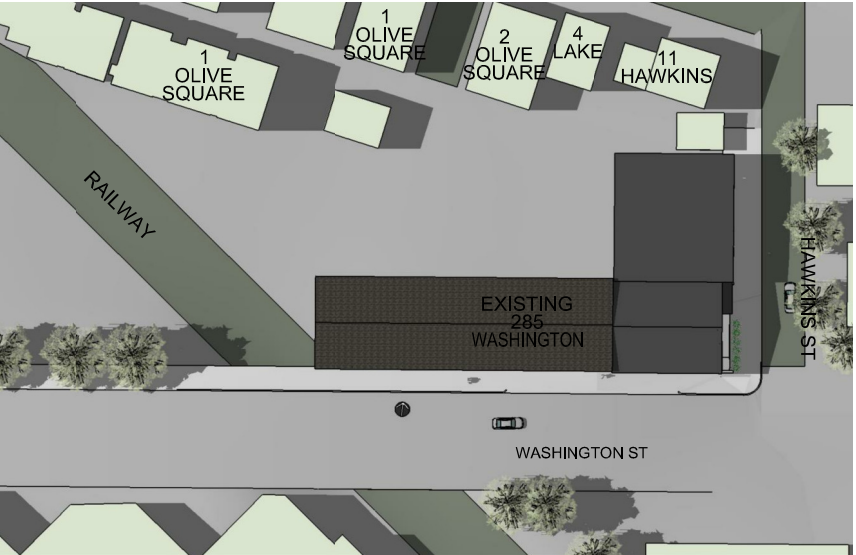 1
OLIVE
SQUARE
1
OLIVE
SQUARE
2
OLIVE
SQUARE
4
LAKE
11
HAWKINS
RAILWAY
HAWKINS ST
EXISTING
285
WASHINGTON
WASHINGTON ST